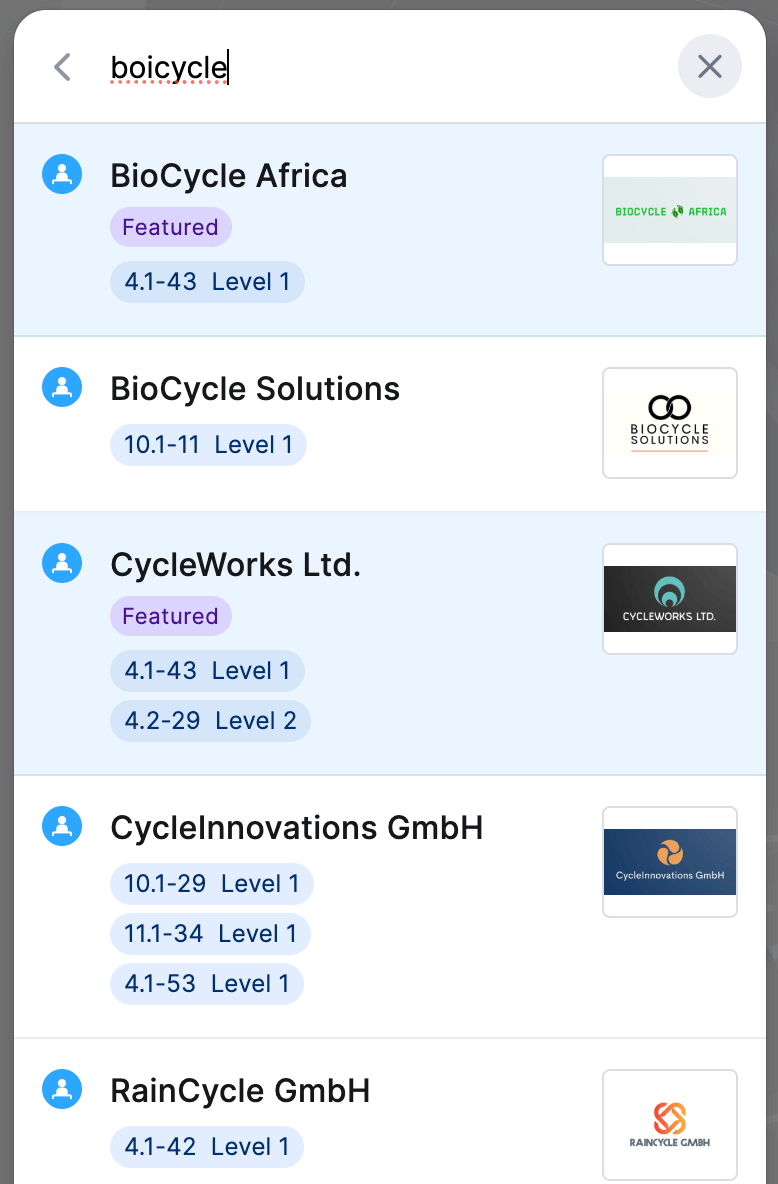 boicycle
BioCycle Africa
Featured
4.1-43 Level 1
BIOCYCLE AFRICA
BioCycle Solutions
10.1-11 Level 1
BIOCYCLE
SOLUTIONS
CycleWorks Ltd.
Featured
4.1-43 Level 1
4.2-29 Level 2
CYCLEWORKS LTD.
CycleInnovations GmbH
10.1-29 Level 1
11.1-34 Level 1
4.1-53 Level 1
CycleInnovations GmbH
RainCycle GmbH
4.1-42 Level 1
RAINCYCLE GMBH